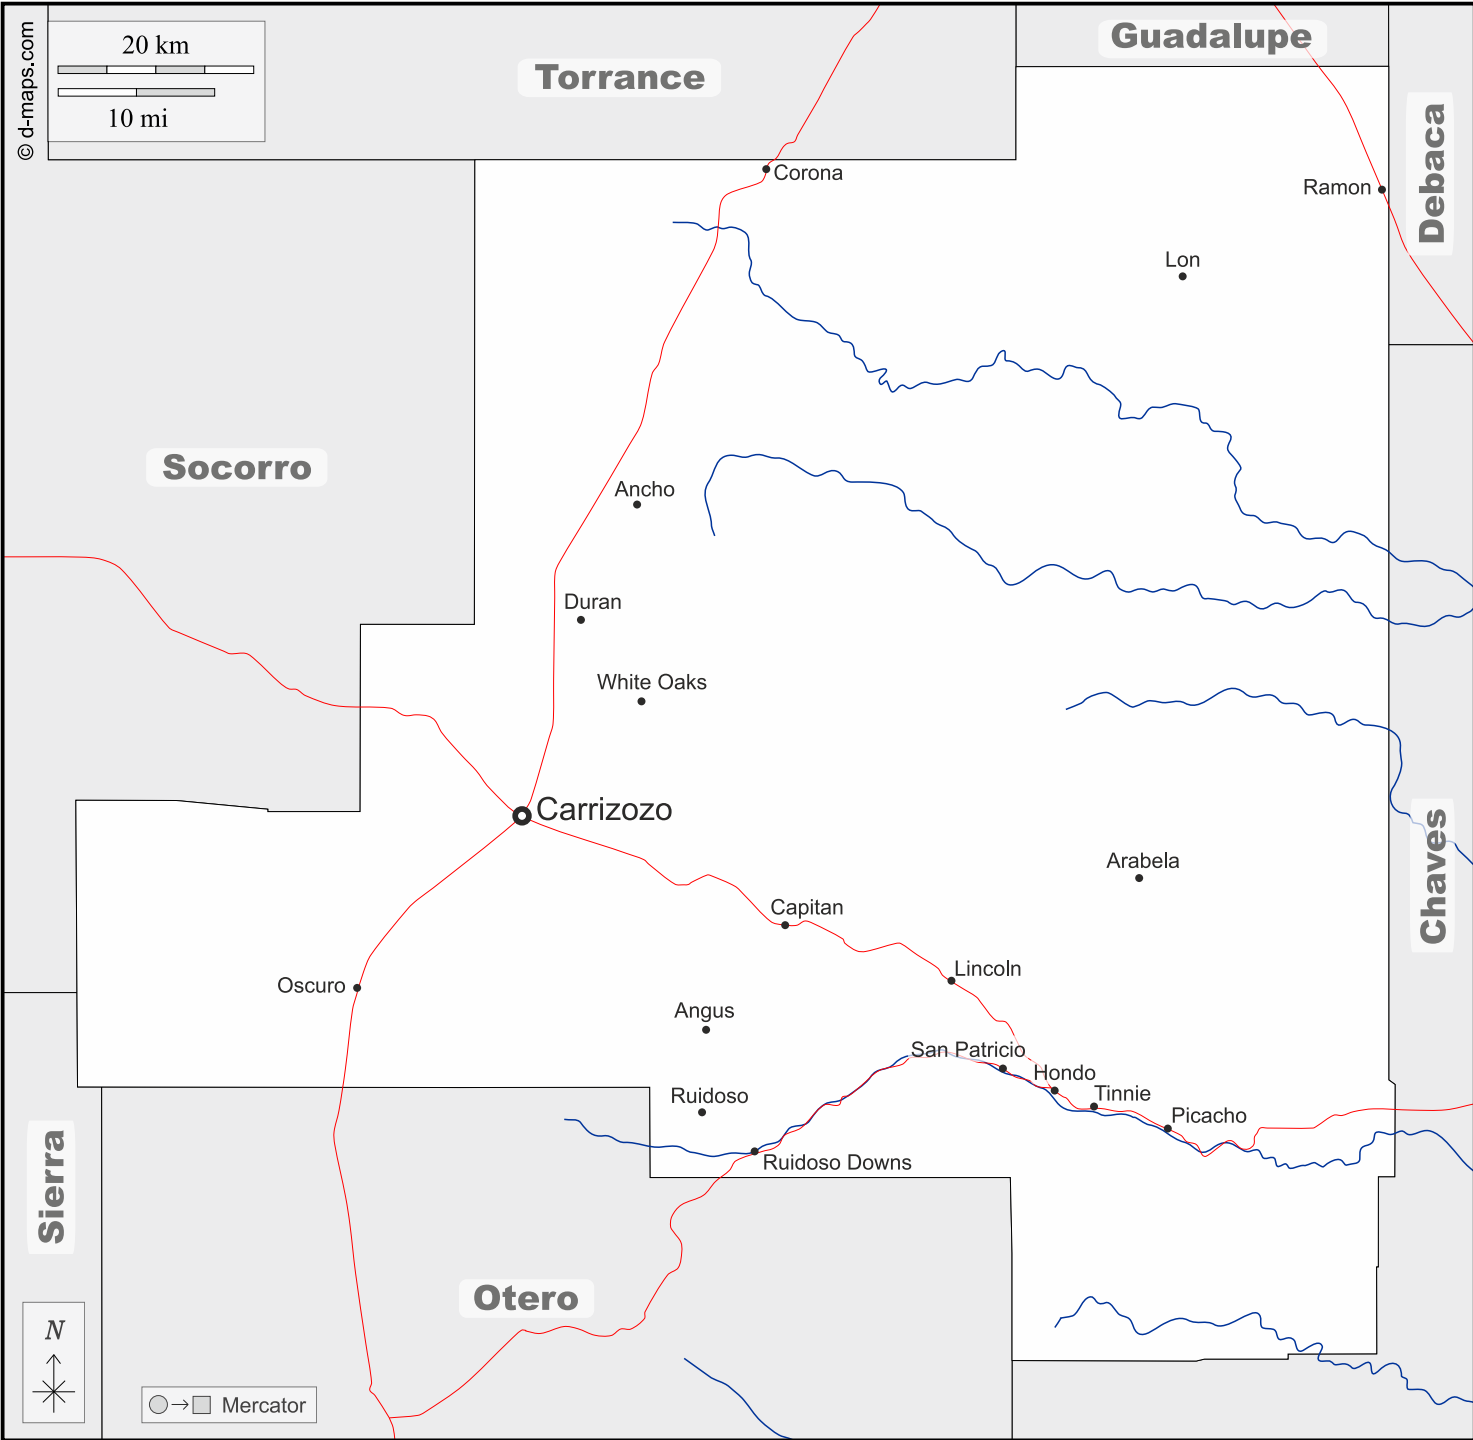 © d-maps.com
20 km
10 mi
Torrance
Guadalupe
Debaca
Corona
Ramon
Lon
Socorro
Ancho
Duran
White Oaks
Carrizozo
Arabela
Chaves
Capitan
Lincoln
Oscuro
Angus
San Patricio
Hondo
Tinnie
Ruidoso
Picacho
Ruidoso Downs
Sierra
Otero
N
Mercator